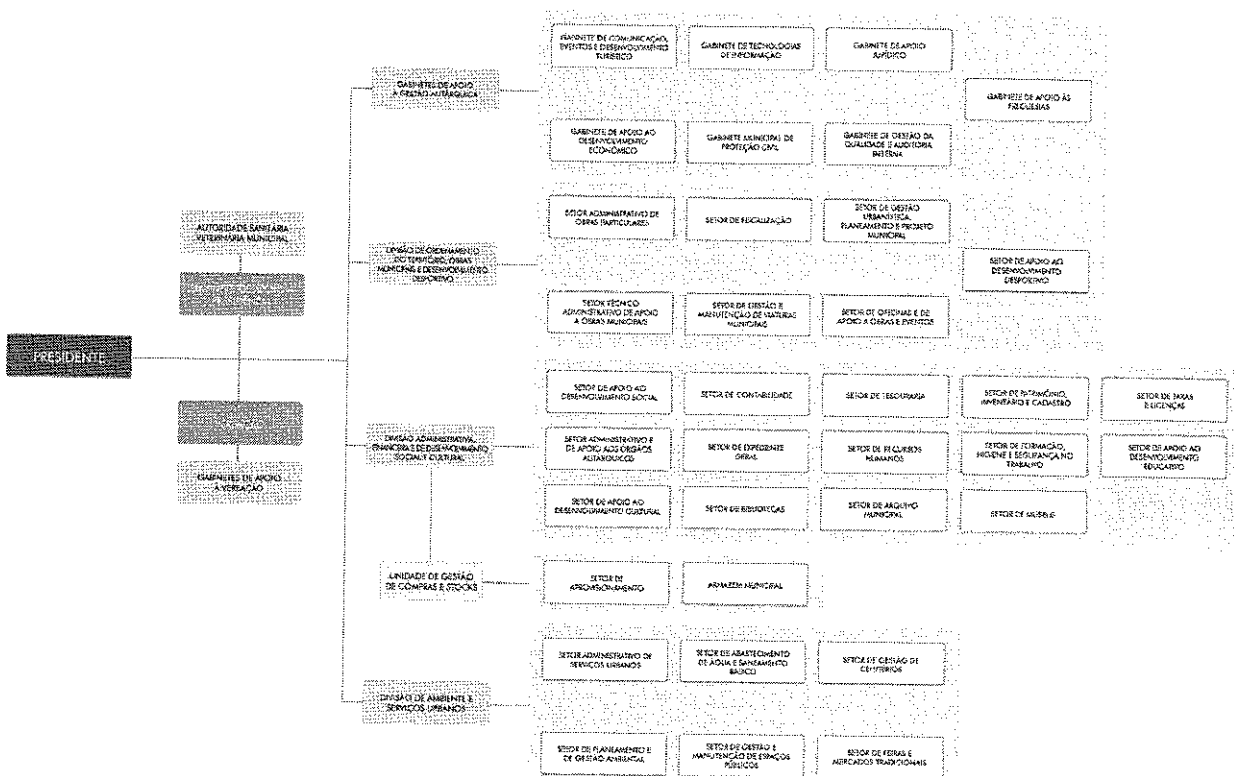 GABINETE DE COMUNICAÇÃO,
EVENTOS E DESENVOLVIMENTO
TURÍSTICO
GABINETE DE TECNOLOGIAS
DE INFORMAÇÃO
GABINETE DE APOIO
JURÍDICO
GABINETES DE APOIO
À GESTÃO AUTÁRQUICA
GABINETE DE APOIO ÀS
FREGUESIAS
GABINETE DE APOIO AO
DESENVOLVIMENTO
ECONÓMICO
GABINETE MUNICIPAL DE
PROTEÇÃO CIVIL
GABINETE DE GESTÃO DA
QUALIDADE E AUDITORIA
INTERNA
SETOR ADMINISTRATIVO DE
OBRAS PARTICULARES
SETOR DE FISCALIZAÇÃO
SETOR DE GESTÃO
URBANÍSTICA,
PLANEAMENTO E PROJETO
MUNICIPAL
AUTORIDADE SANITÁRIA
VETERINÁRIA MUNICIPAL
DIVISÃO DE ORDENAMENTO
DO TERRITÓRIO, OBRAS
MUNICIPAIS E DESENVOLVIMENTO
DESPORTIVO
SETOR DE APOIO AO
DESENVOLVIMENTO
DESPORTIVO
SETOR TÉCNICO
ADMINISTRATIVO DE APOIO
A OBRAS MUNICIPAIS
SETOR DE GESTÃO E
MANUTENÇÃO DE VIATURAS
MUNICIPAIS
SETOR DE OFICINAS E DE
APOIO A OBRAS E EVENTOS
PRESIDENTE
SETOR DE APOIO AO
DESENVOLVIMENTO SOCIAL
SETOR DE CONTABILIDADE
SETOR DE TESOURARIA
SETOR DE PATRIMÓNIO,
INVENTÁRIO E CADASTRO
SETOR DE TAXAS
E LICENÇAS
DIVISÃO ADMINISTRATIVA,
FINANCEIRA E DE DESENVOLVIMENTO
SOCIAL E CULTURAL
SETOR ADMINISTRATIVO E
DE APOIO AOS ÓRGÃOS
AUTÁRQUICOS
SETOR DE EXPEDIENTE
GERAL
SETOR DE RECURSOS
HUMANOS
SETOR DE FORMAÇÃO,
HIGIENE E SEGURANÇA NO
TRABALHO
SETOR DE APOIO AO
DESENVOLVIMENTO
EDUCATIVO
GABINETES DE APOIO
À VEREAÇÃO
SETOR DE APOIO AO
DESENVOLVIMENTO CULTURAL
SETOR DE BIBLIOTECAS
SETOR DE ARQUIVO
MUNICIPAL
SETOR DE MUSEUS
UNIDADE DE GESTÃO
DE COMPRAS E STOCKS
SETOR DE
APROVISIONAMENTO
ARMAZÉM MUNICIPAL
SETOR ADMINISTRATIVO DE
SERVIÇOS URBANOS
SETOR DE ABASTECIMENTO
DE ÁGUA E SANEAMENTO
BÁSICO
SETOR DE GESTÃO DE
CEMITÉRIOS
DIVISÃO DE AMBIENTE E
SERVIÇOS URBANOS
SETOR DE PLANEAMENTO E
DE GESTÃO AMBIENTAL
SETOR DE GESTÃO E
MANUTENÇÃO DE ESPAÇOS
PÚBLICOS
SETOR DE FEIRAS E
MERCADOS TRADICIONAIS